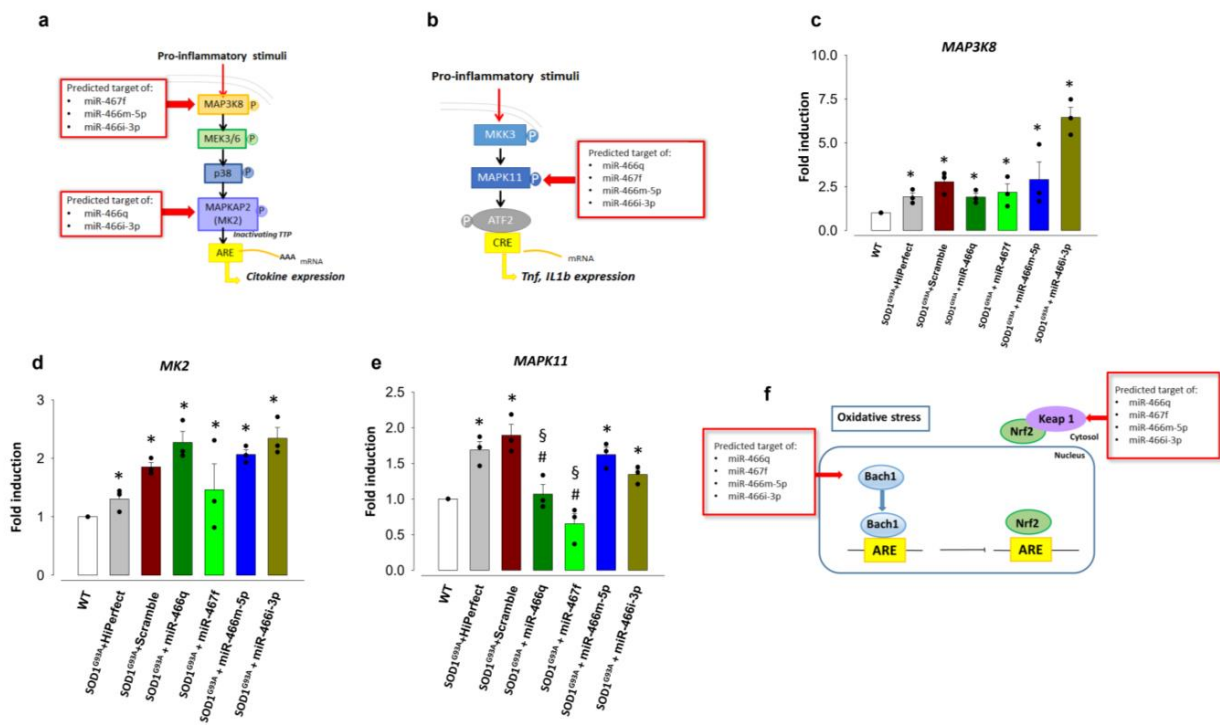 a
Pro-inflammatory stimuli
Predicted target of:
• miR-467f
• miR-466m-5p
• miR-466i-3p
MAP3K8
P
MEK3/6
P
p38
P
Predicted target of:
• miR-466q
• miR-466i-3p
MAPKAP2
(MK2)
P
Inactivating TTP
ARE
AAA
mRNA
Citokine expression
b
Pro-inflammatory stimuli
MKK3
P
MAPK11
P
Predicted target of:
• miR-466q
• miR-467f
• miR-466m-5p
• miR-466i-3p
P
ATF2
CRE
mRNA
Tnf, IL1b expression
c
MAP3K8
Fold induction
10.0
7.5
5.0
2.5
0.0
*
*
*
*
*
*
WT
SOD1G93A+HiPerfect
SOD1G93A+Scramble
SOD1G93A + miR-466q
SOD1G93A + miR-467f
SOD1G93A + miR-466m-5p
SOD1G93A + miR-466i-3p
d
MK2
Fold induction
3
2
1
0
*
*
*
*
*
*
WT
SOD1G93A+HiPerfect
SOD1G93A+Scramble
SOD1G93A + miR-466q
SOD1G93A + miR-467f
SOD1G93A + miR-466m-5p
SOD1G93A + miR-466i-3p
e
MAPK11
Fold induction
2.5
2.0
1.5
1.0
0.5
0.0
*
*
§
#
§
#
*
*
WT
SOD1G93A+HiPerfect
SOD1G93A+Scramble
SOD1G93A + miR-466q
SOD1G93A + miR-467f
SOD1G93A + miR-466m-5p
SOD1G93A + miR-466i-3p
f
Oxidative stress
Predicted target of:
• miR-466q
• miR-467f
• miR-466m-5p
• miR-466i-3p
Keap 1
Nrf2
Cytosol
Nucleus
Predicted target of:
• miR-466q
• miR-467f
• miR-466m-5p
• miR-466i-3p
Bach1
Bach1
ARE
Nrf2
ARE